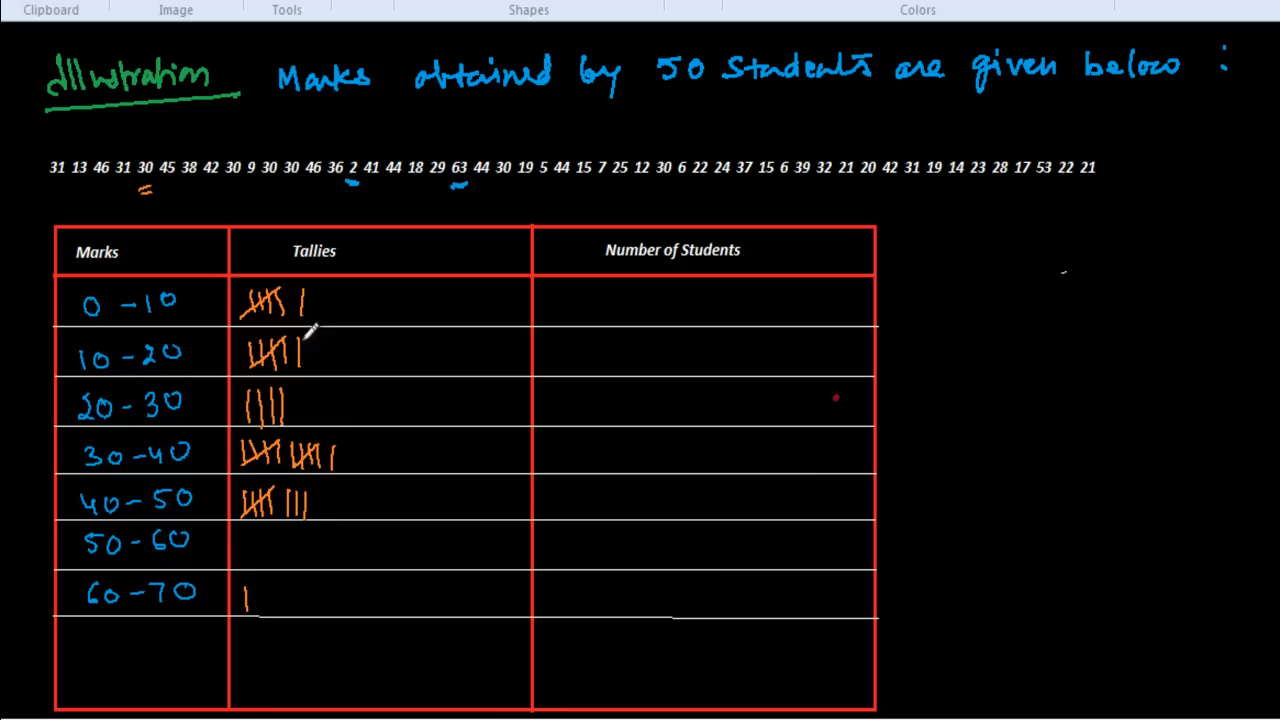 Clipboard Image Tools Shapes Colors
Illustration Marks obtained by 50 Students are given below :
31 13 46 31 30 45 38 42 30 9 30 30 46 36 2 41 44 18 29 63 44 30 19 5 44 15 7 25 12 30 6 22 24 37 15 6 39 32 21 20 42 31 19 14 23 28 17 53 22 21
Marks Tallies Number of Students
0 - 10
10 - 20
20 - 30
30 - 40
40 - 50
50 - 60
60 - 70